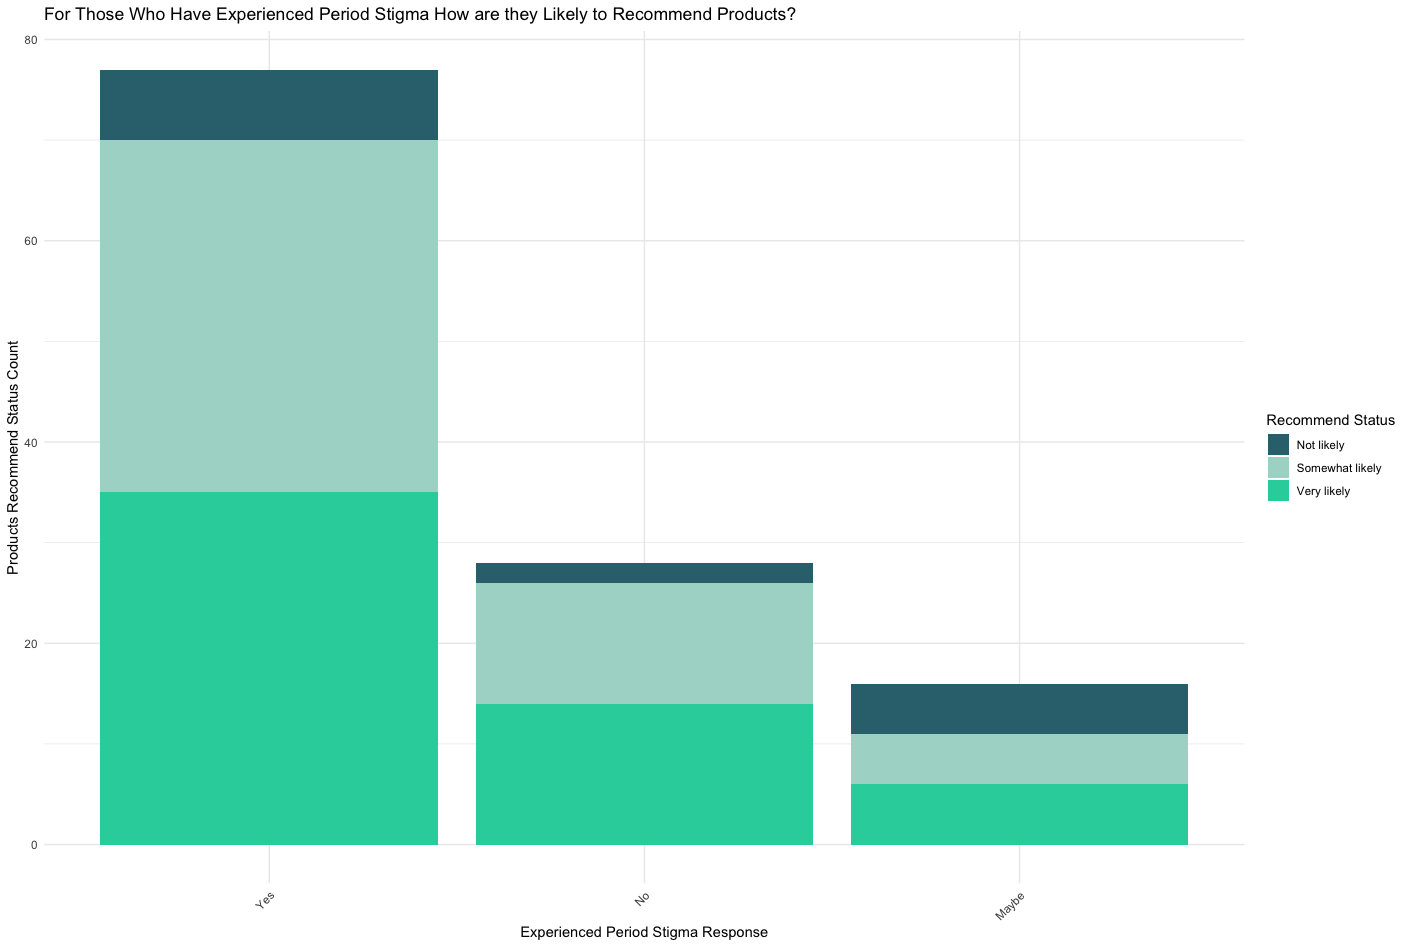 For Those Who Have Experienced Period Stigma How are they Likely to Recommend Products?
Products Recommend Status Count
80
60
40
20
0
Yes
No
Maybe
Experienced Period Stigma Response
Recommend Status
Not likely
Somewhat likely
Very likely